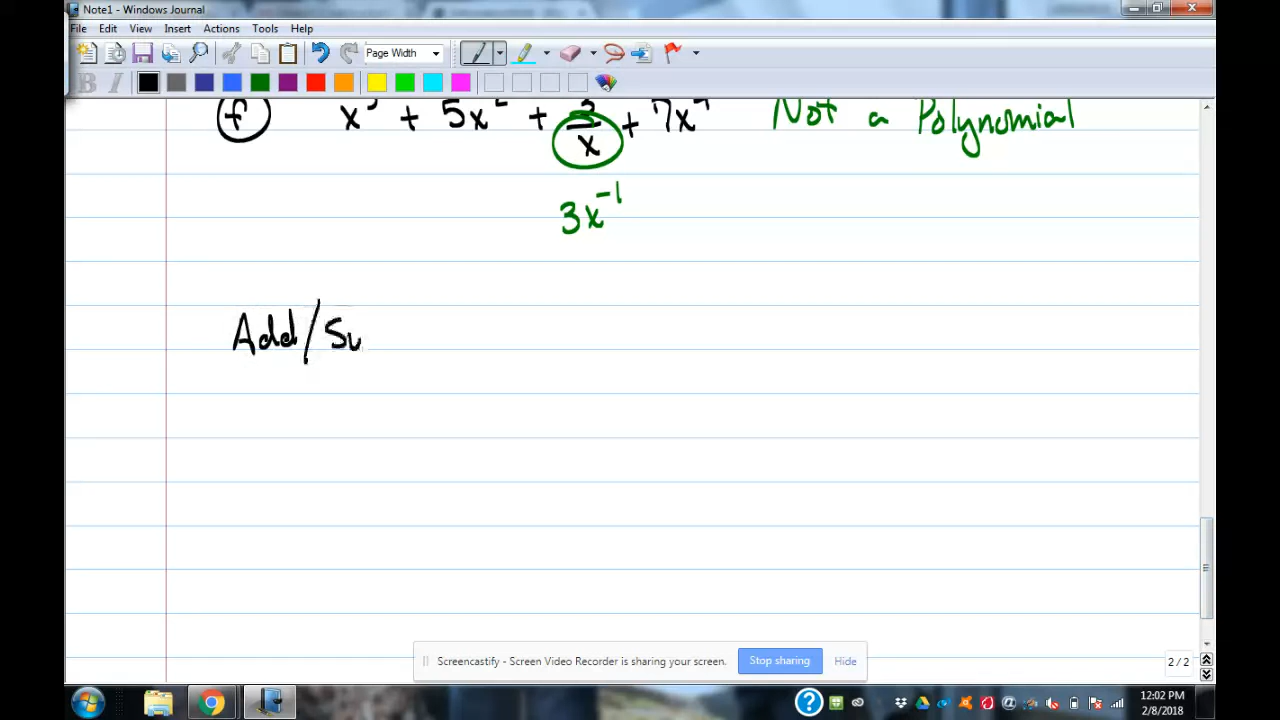 Note1 - Windows Journal
File Edit View Insert Actions Tools Help
Page Width
B I
f x + 5x + 3/x + 7x Not a Polynomial
3x⁻¹
Add/Su
Screencastify - Screen Video Recorder is sharing your screen. Stop sharing Hide
2/2
12:02 PM
2/8/2018